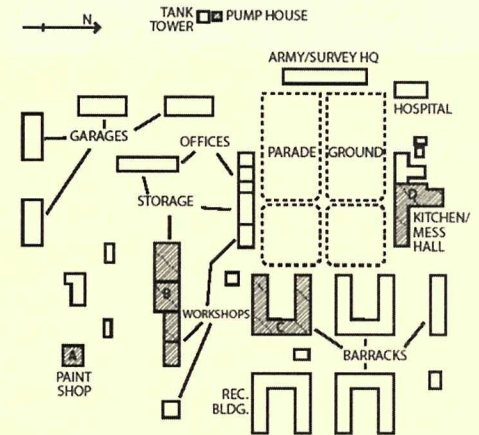 N
TANK
TOWER
PUMP HOUSE
ARMY/SURVEY HQ
HOSPITAL
GARAGES
OFFICES
PARADE GROUND
STORAGE
D
KITCHEN/
MESS
HALL
B
WORKSHOPS
C
A
BARRACKS
PAINT
SHOP
REC.
BLDG.